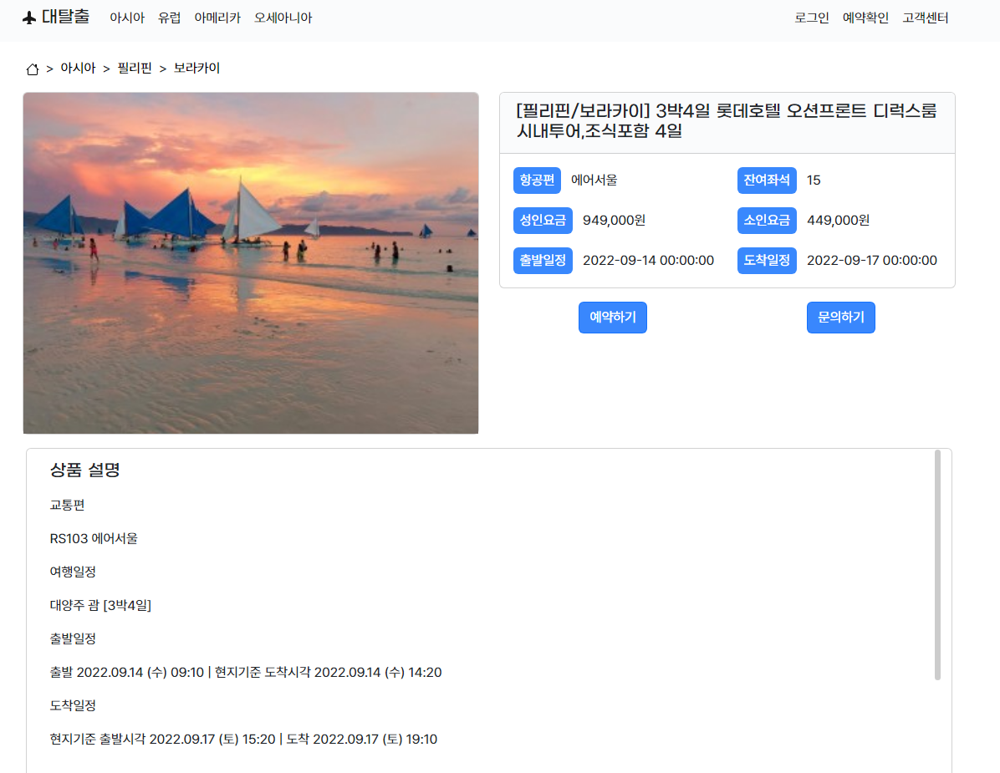 대탈출 아시아 유럽 아메리카 오세아니아 로그인 예약확인 고객센터
> 아시아 > 필리핀 > 보라카이
[필리핀/보라카이] 3박4일 롯데호텔 오션프론트 디럭스룸
시내투어,조식포함 4일
항공편 에어서울 잔여좌석 15
성인요금 949,000원 소인요금 449,000원
출발일정 2022-09-14 00:00:00 도착일정 2022-09-17 00:00:00
예약하기 문의하기
상품 설명
교통편
RS103 에어서울
여행일정
대양주 괌 [3박4일]
출발일정
출발 2022.09.14 (수) 09:10 | 현지기준 도착시각 2022.09.14 (수) 14:20
도착일정
현지기준 출발시각 2022.09.17 (토) 15:20 | 도착 2022.09.17 (토) 19:10